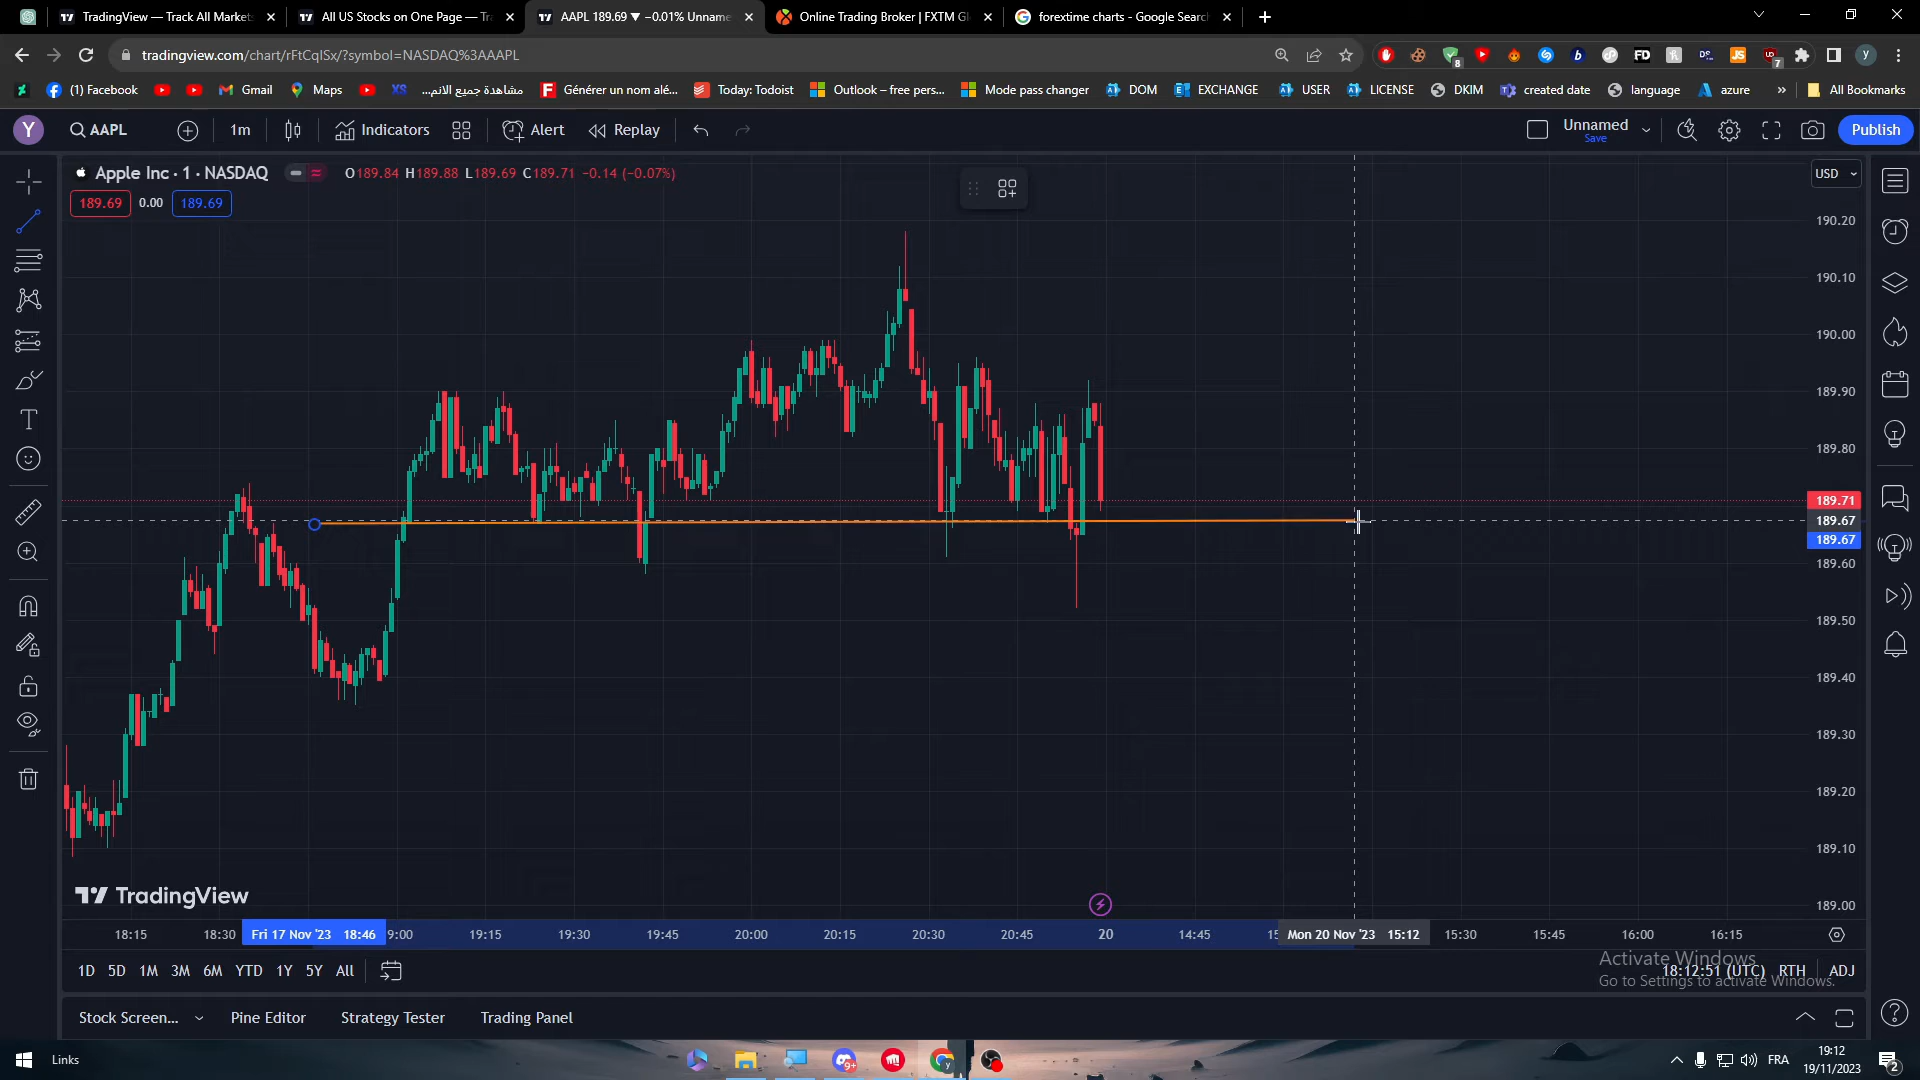 TradingView — Track All Market
All US Stocks on One Page — Tr
AAPL 189.69 ▼ −0.01% Unname
Online Trading Broker | FXTM Gl
forextime charts - Google Search
tradingview.com/chart/rFtCqlSx/?symbol=NASDAQ%3AAAPL
(1) Facebook
Gmail
Maps
XS
مشاهدة جميع الانم...
Générer un nom alé...
Today: Todoist
Outlook – free pers...
Mode pass changer
DOM
EXCHANGE
USER
LICENSE
DKIM
created date
language
azure
»
All Bookmarks
Y
AAPL
1m
Indicators
Alert
Replay
Unnamed
Save
Publish
Apple Inc · 1 · NASDAQ
O189.84 H189.88 L189.69 C189.71 −0.14 (−0.07%)
189.69
0.00
189.69
USD
190.20
190.10
190.00
189.90
189.80
189.71
189.67
189.67
189.60
189.50
189.40
189.30
189.20
189.10
189.00
TradingView
18:15
18:30
Fri 17 Nov '23 18:46
9:00
19:15
19:30
19:45
20:00
20:15
20:30
20:45
20
14:45
Mon 20 Nov '23 15:12
15:30
15:45
16:00
16:15
1D 5D 1M 3M 6M YTD 1Y 5Y All
18:12:51 (UTC) RTH ADJ
Activate Windows
Go to Settings to activate Windows.
Stock Screen...
Pine Editor
Strategy Tester
Trading Panel
Links
FRA
19:12
19/11/2023
2